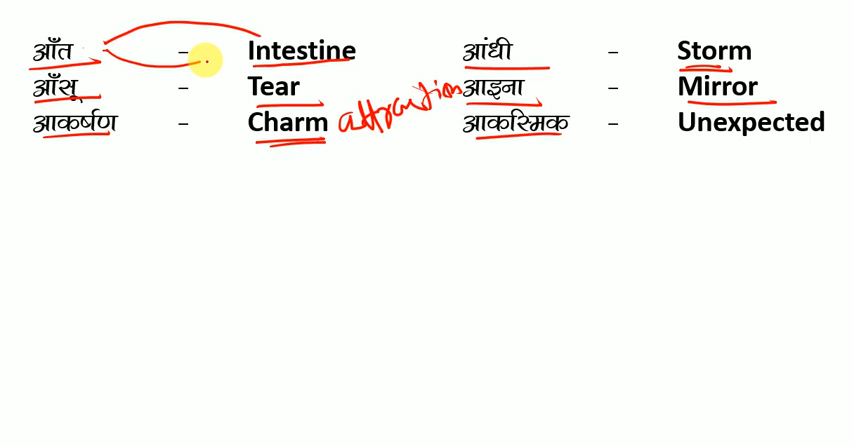 आँत - Intestine आंधी - Storm
आँसू - Tear आइना - Mirror
आकर्षण - Charm attraction आकस्मिक - Unexpected